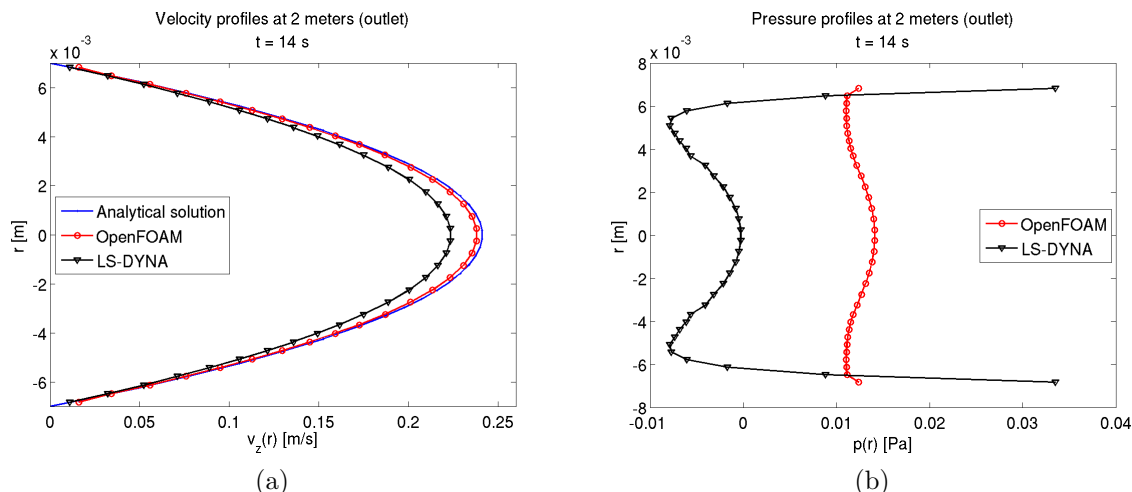 Velocity profiles at 2 meters (outlet)
t = 14 s
x 10⁻³
6
4
2
0
-2
-4
-6
r [m]
Analytical solution
OpenFOAM
LS-DYNA
0 0.05 0.1 0.15 0.2 0.25
v_z(r) [m/s]
(a)
Pressure profiles at 2 meters (outlet)
t = 14 s
x 10⁻³
8
6
4
2
0
-2
-4
-6
-8
r [m]
OpenFOAM
LS-DYNA
-0.01 0 0.01 0.02 0.03 0.04
p(r) [Pa]
(b)